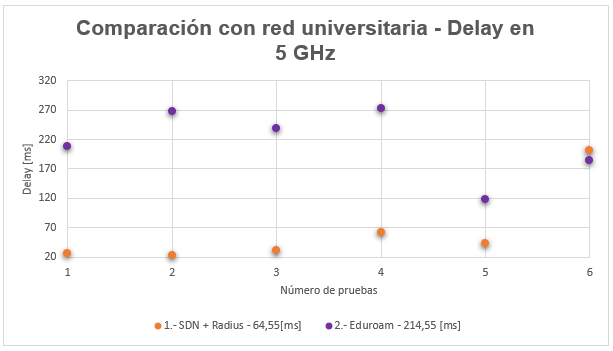 Comparación con red universitaria - Delay en
5 GHz
320
270
220
170
120
70
20
Delay [ms]
1 2 3 4 5 6
Número de pruebas
1.- SDN + Radius - 64,55[ms] 2.- Eduroam - 214,55 [ms]